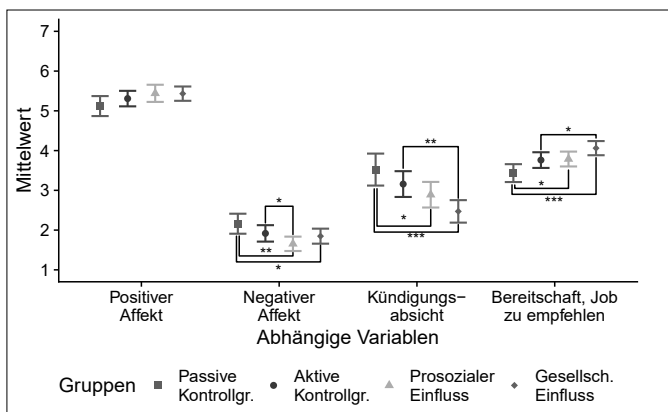 Mittelwert
7
6
5
4
3
2
1
*
**
*
**
*
***
*
*
***
Positiver
Affekt
Negativer
Affekt
Kündigungs–
absicht
Bereitschaft, Job
zu empfehlen
Abhängige Variablen
Gruppen
Passive
Kontrollgr.
Aktive
Kontrollgr.
Prosozialer
Einfluss
Gesellsch.
Einfluss